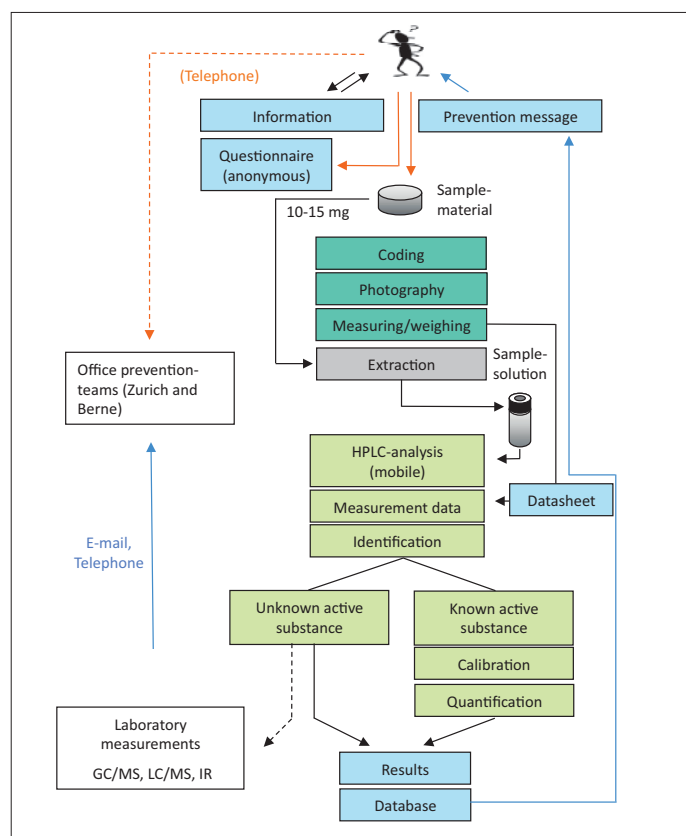 ?
(Telephone)
Information
Prevention message
Questionnaire
(anonymous)
10-15 mg
Sample-
material
Coding
Photography
Measuring/weighing
Extraction
Sample-
solution
Office prevention-
teams (Zurich and
Berne)
HPLC-analysis
(mobile)
Measurement data
Datasheet
Identification
E-mail,
Telephone
Unknown active
substance
Known active
substance
Calibration
Quantification
Laboratory
measurements
GC/MS, LC/MS, IR
Results
Database